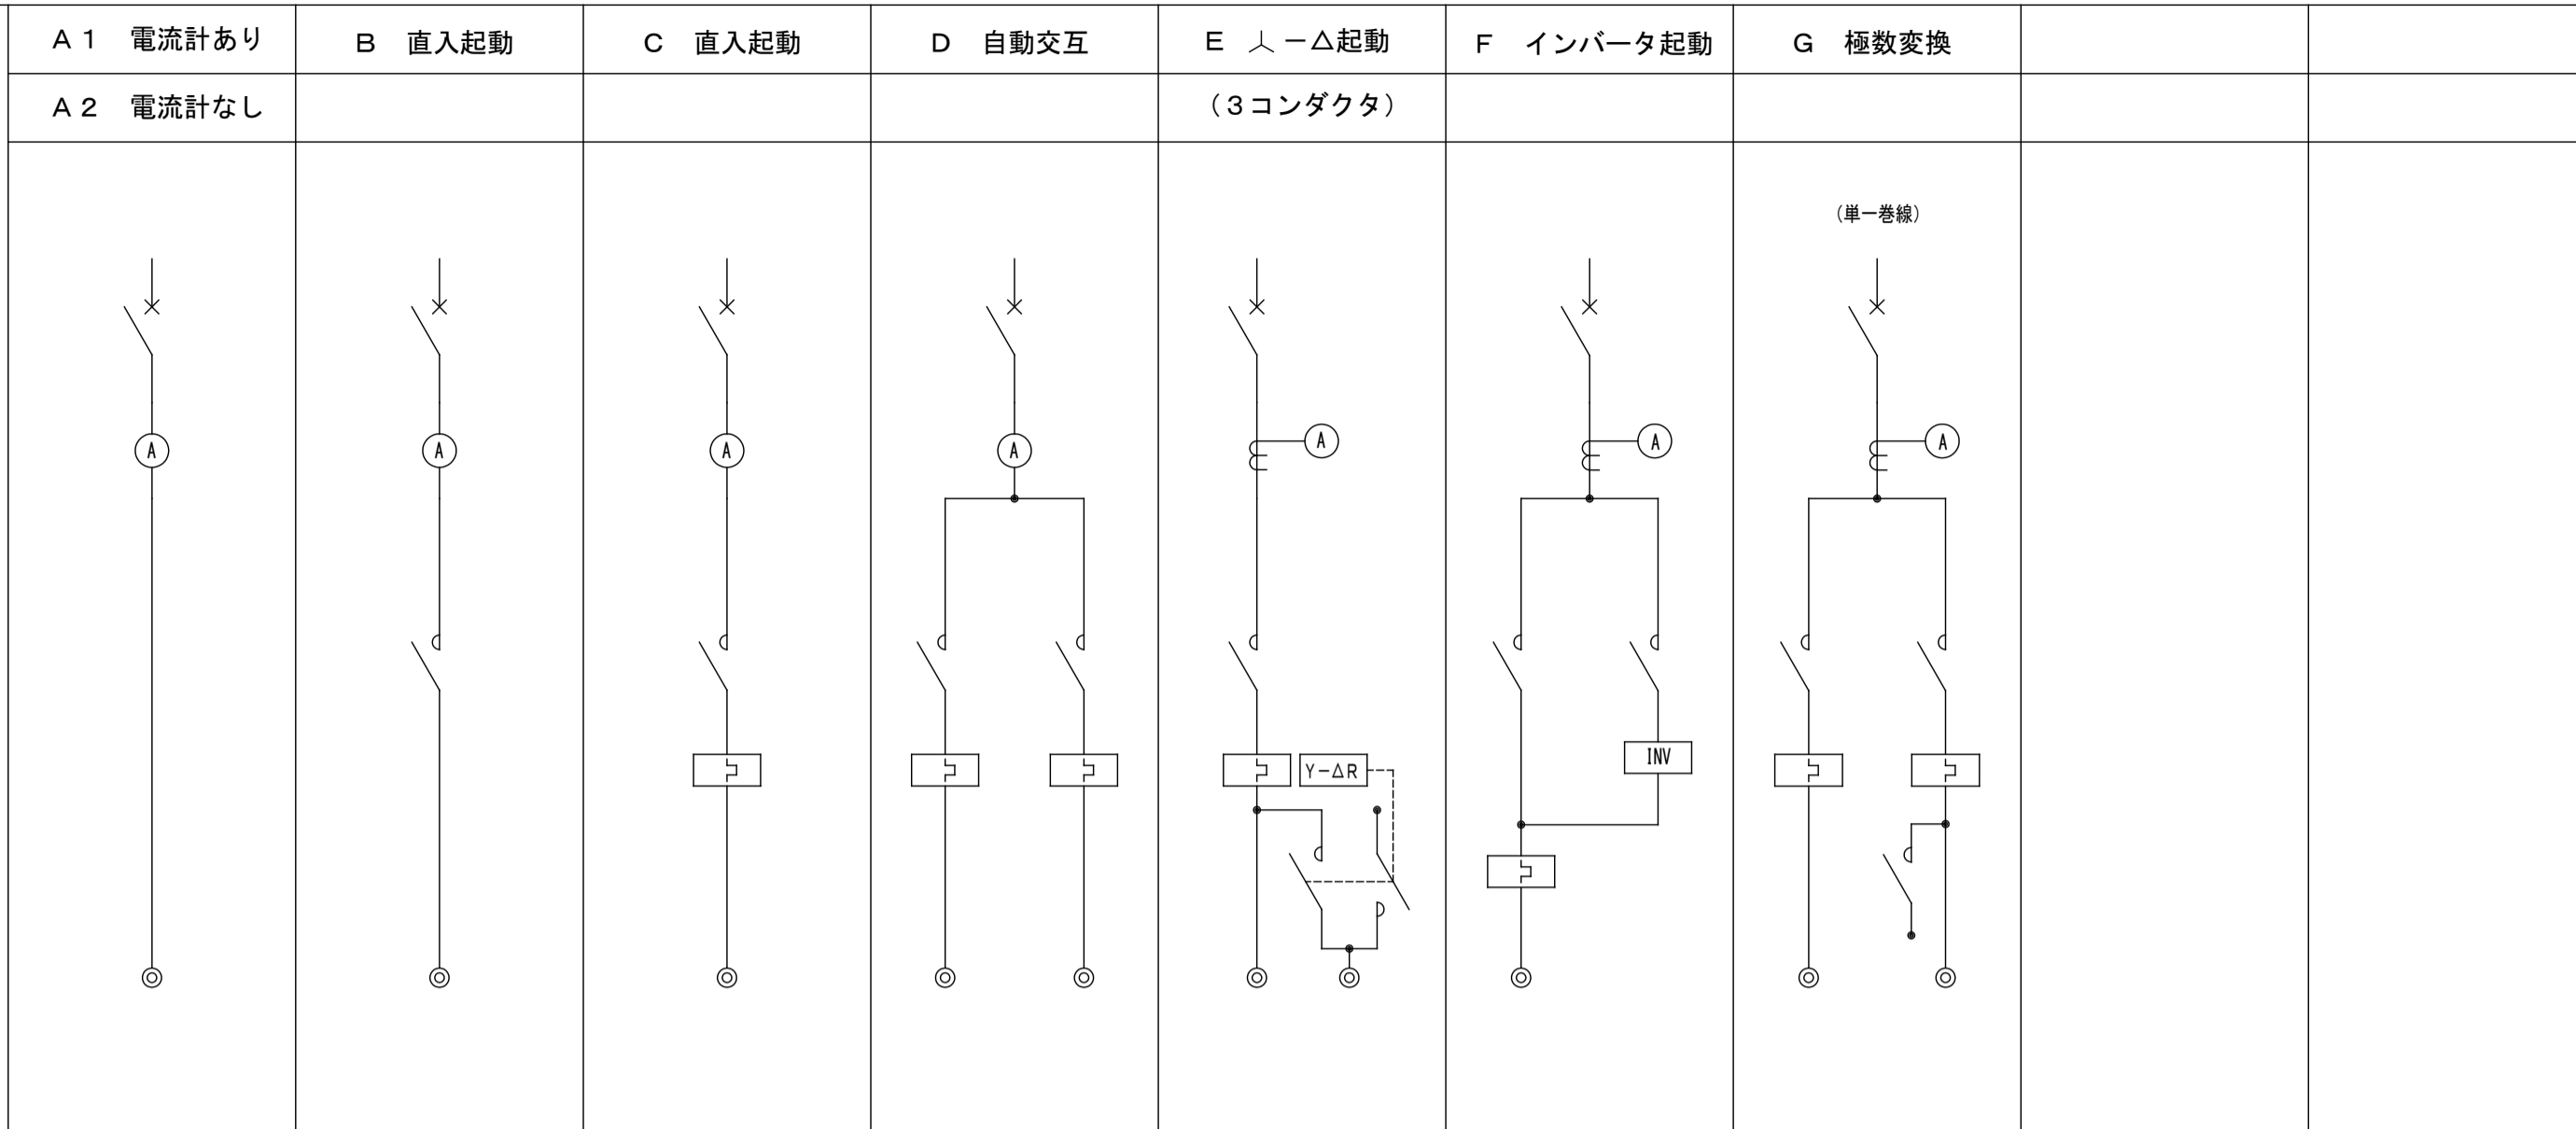 A1 電流計あり
B 直入起動
C 直入起動
D 自動交互
E 人−△起動
F インバータ起動
G 極数変換
A2 電流計なし
(3コンダクタ)
(単一巻線)
A
A
A
A
A
A
A
INV
Y−△R